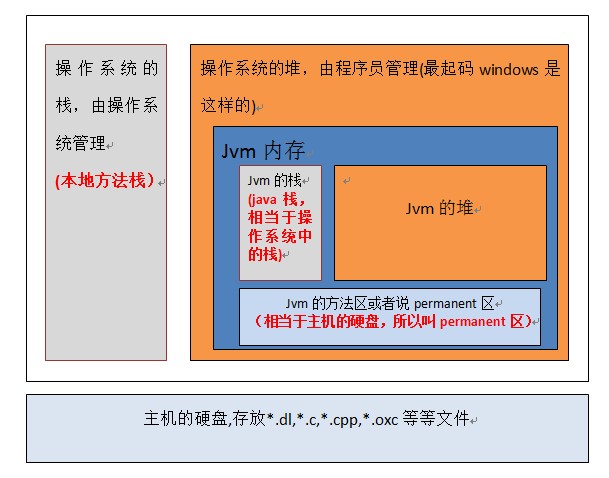 操作系统的
栈，由操作系
统管理
(本地方法栈）
操作系统的堆，由程序员管理(最起码 windows 是
这样的)
Jvm 内存
Jvm 的栈
(java 栈，
相当于操
作系统中
的栈)
Jvm 的堆
Jvm 的方法区或者说 permanent 区
（相当于主机的硬盘，所以叫 permanent 区）
主机的硬盘,存放*.dl,*.c,*.cpp,*.oxc 等等文件